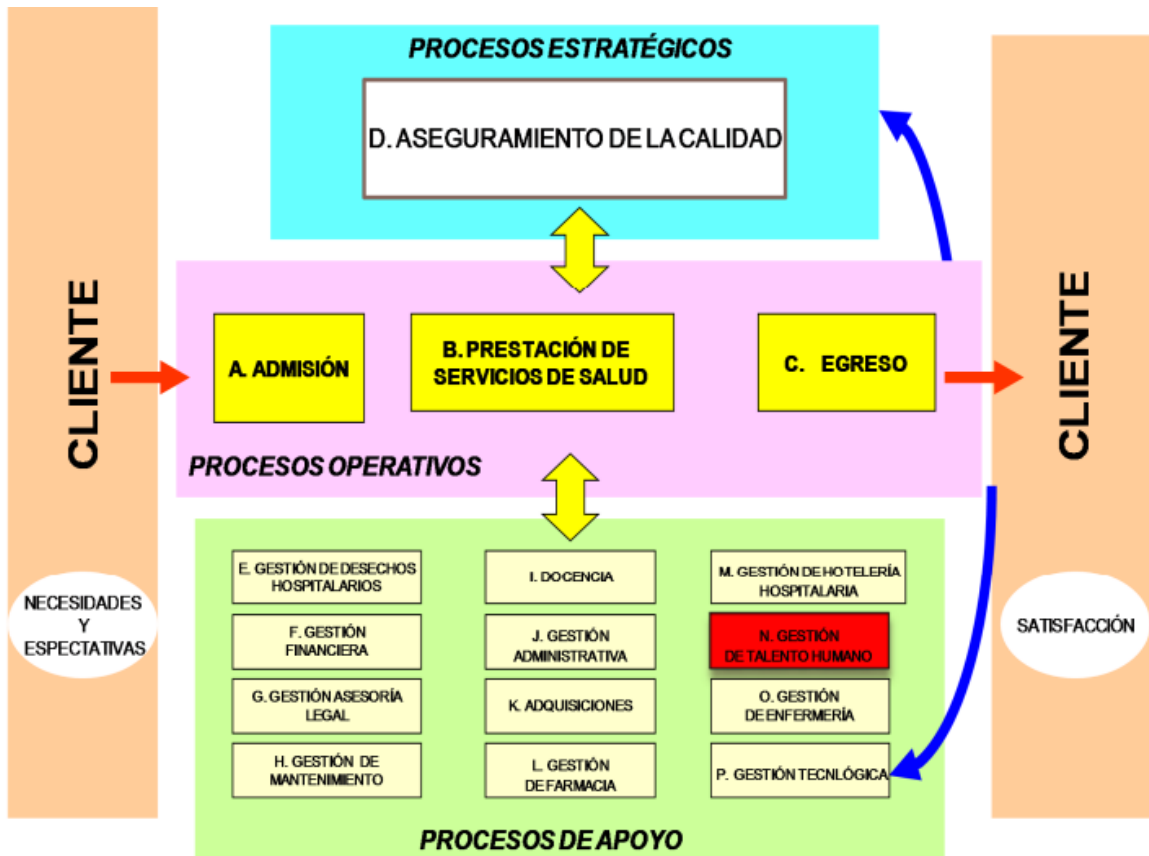 PROCESOS ESTRATÉGICOS
D. ASEGURAMIENTO DE LA CALIDAD
CLIENTE
A. ADMISIÓN
B. PRESTACIÓN DE
SERVICIOS DE SALUD
C. EGRESO
CLIENTE
PROCESOS OPERATIVOS
NECESIDADES
Y
ESPECTATIVAS
E. GESTIÓN DE DESECHOS
HOSPITALARIOS
I. DOCENCIA
M. GESTIÓN DE HOTELERÍA
HOSPITALARIA
F. GESTIÓN
FINANCIERA
J. GESTIÓN
ADMINISTRATIVA
N. GESTIÓN
DE TALENTO HUMANO
SATISFACCIÓN
G. GESTIÓN ASESORÍA
LEGAL
K. ADQUISICIONES
O. GESTIÓN
DE ENFERMERÍA
H. GESTIÓN DE
MANTENIMIENTO
L. GESTIÓN
DE FARMACIA
P. GESTIÓN TECNLÓGICA
PROCESOS DE APOYO